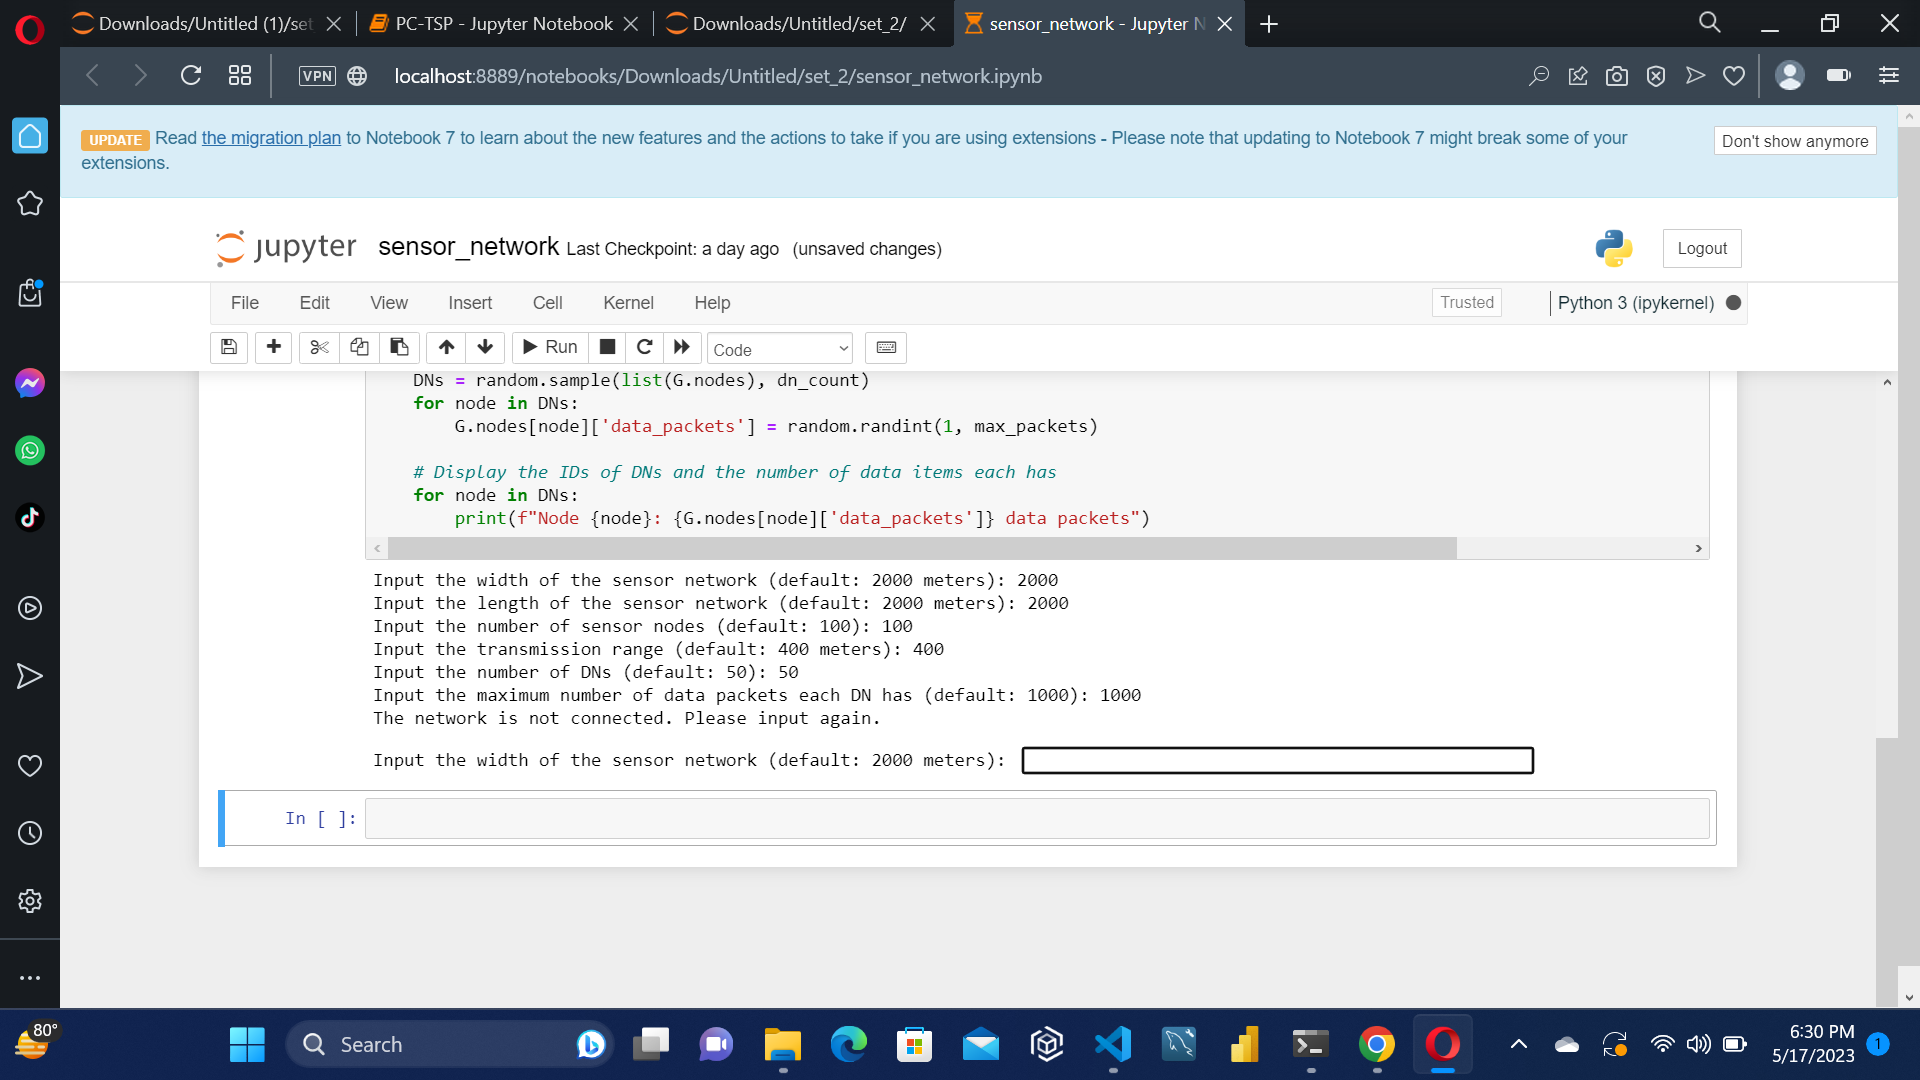 Downloads/Untitled (1)/set
PC-TSP - Jupyter Notebook
Downloads/Untitled/set_2/
sensor_network - Jupyter N
VPN
localhost:8889/notebooks/Downloads/Untitled/set_2/sensor_network.ipynb
UPDATE Read the migration plan to Notebook 7 to learn about the new features and the actions to take if you are using extensions - Please note that updating to Notebook 7 might break some of your
extensions.
Don't show anymore
jupyter sensor_network Last Checkpoint: a day ago (unsaved changes)
Logout
File Edit View Insert Cell Kernel Help
Trusted
Python 3 (ipykernel)
Run
Code
DNs = random.sample(list(G.nodes), dn_count)
for node in DNs:
    G.nodes[node]['data_packets'] = random.randint(1, max_packets)
# Display the IDs of DNs and the number of data items each has
for node in DNs:
    print(f"Node {node}: {G.nodes[node]['data_packets']} data packets")
Input the width of the sensor network (default: 2000 meters): 2000
Input the length of the sensor network (default: 2000 meters): 2000
Input the number of sensor nodes (default: 100): 100
Input the transmission range (default: 400 meters): 400
Input the number of DNs (default: 50): 50
Input the maximum number of data packets each DN has (default: 1000): 1000
The network is not connected. Please input again.
Input the width of the sensor network (default: 2000 meters):
In [ ]:
80°
Search
6:30 PM
5/17/2023
1